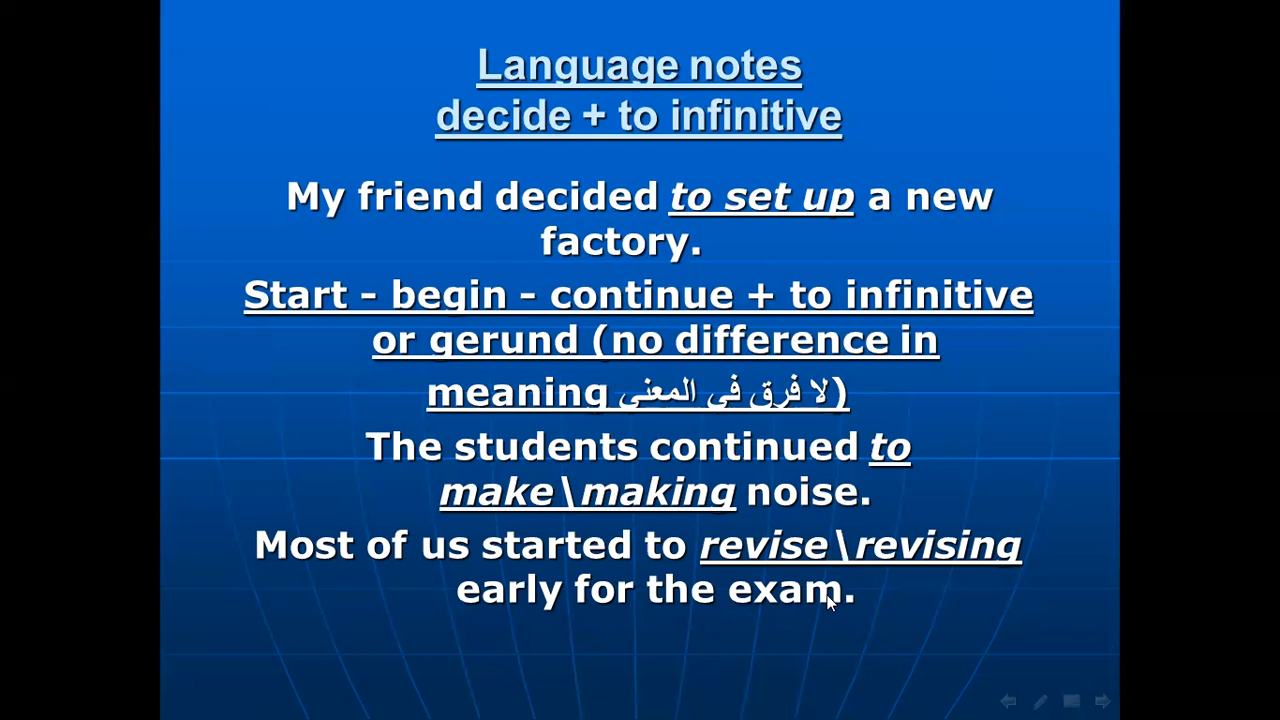 Language notes
decide + to infinitive
My friend decided to set up a new
factory.
Start - begin - continue + to infinitive
or gerund (no difference in
meaning لا فرق فى المعنى)
The students continued to
make\making noise.
Most of us started to revise\revising
early for the exam.